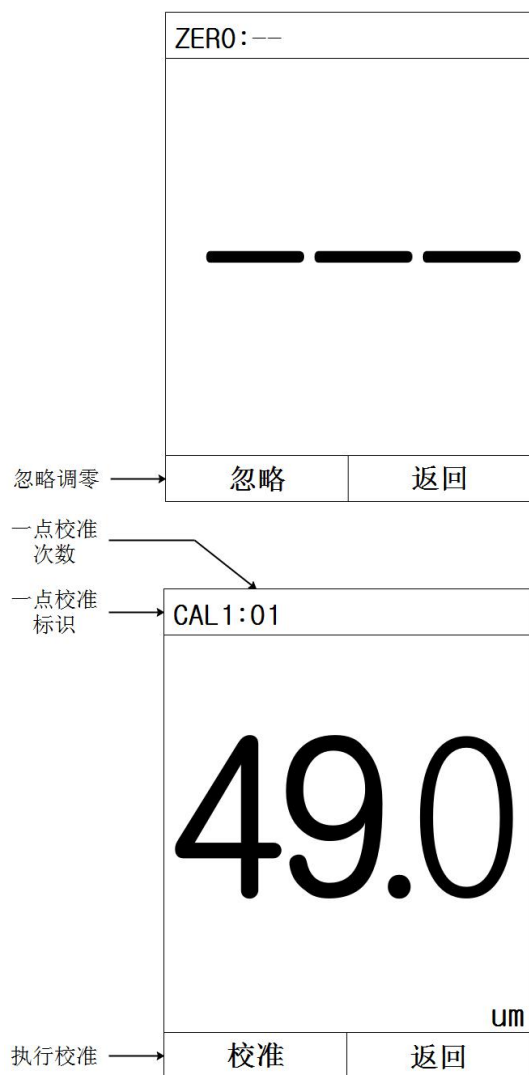 ZERO:--
---
忽略调零
忽略
返回
一点校准
次数
一点校准
标识
CAL1:01
49.0
um
执行校准
校准
返回